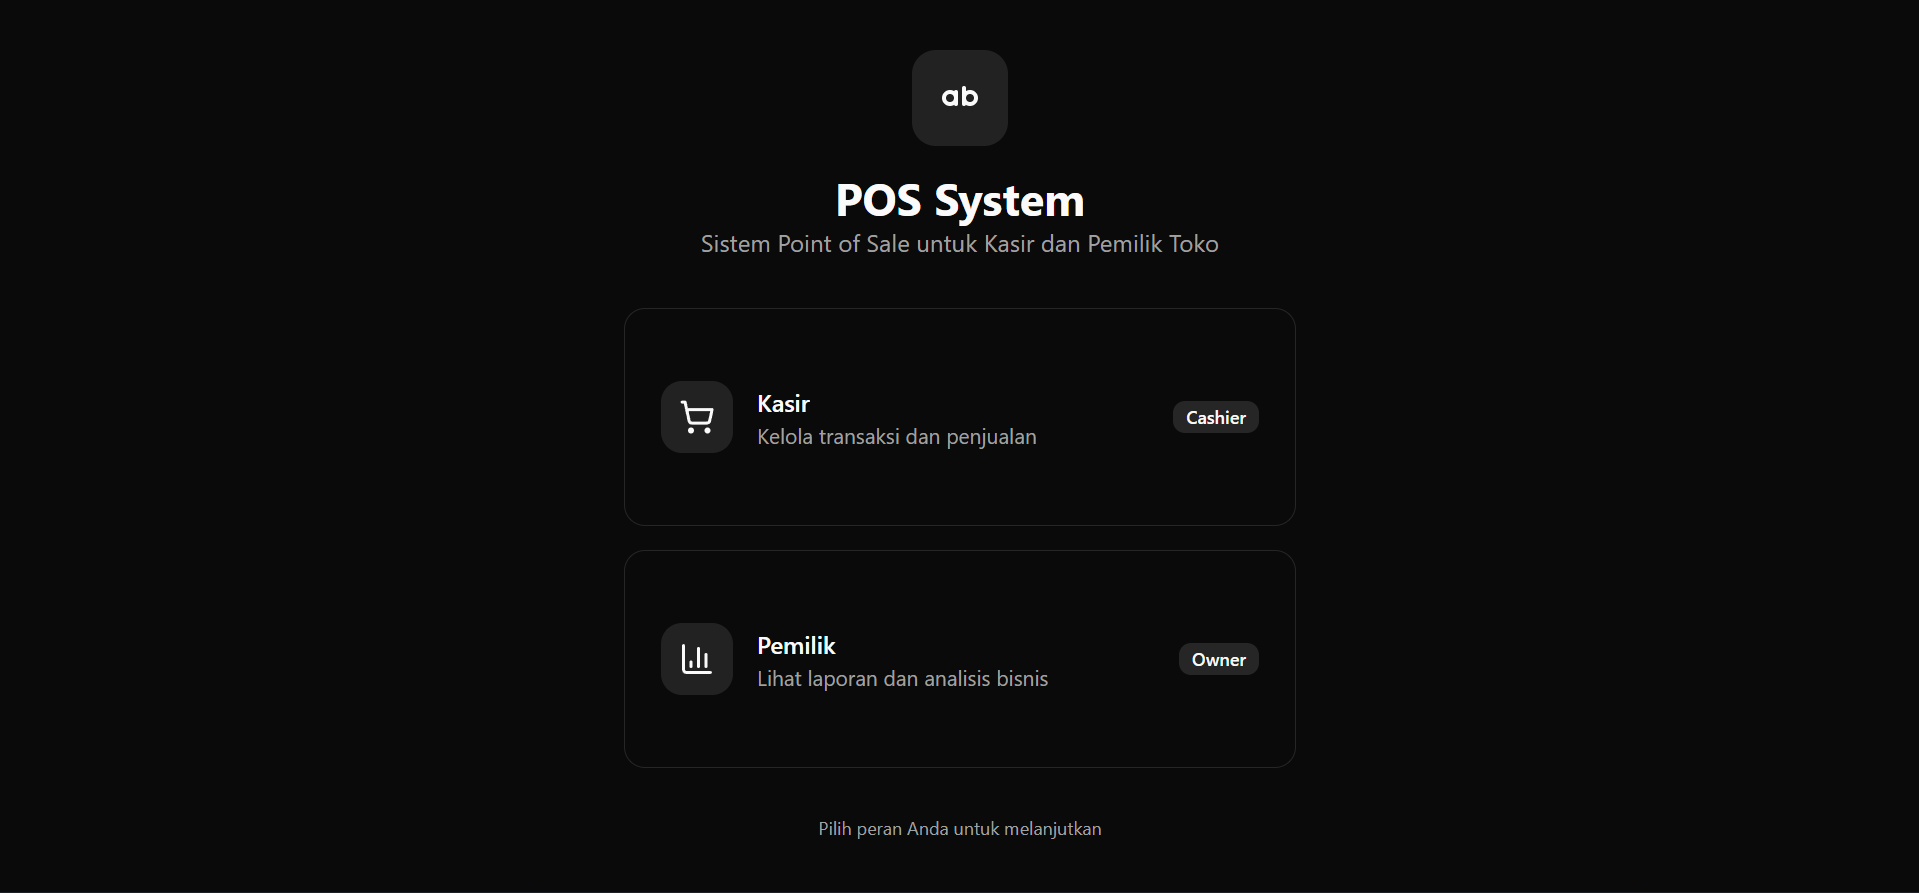 ab
POS System
Sistem Point of Sale untuk Kasir dan Pemilik Toko
Kasir
Kelola transaksi dan penjualan
Cashier
Pemilik
Lihat laporan dan analisis bisnis
Owner
Pilih peran Anda untuk melanjutkan